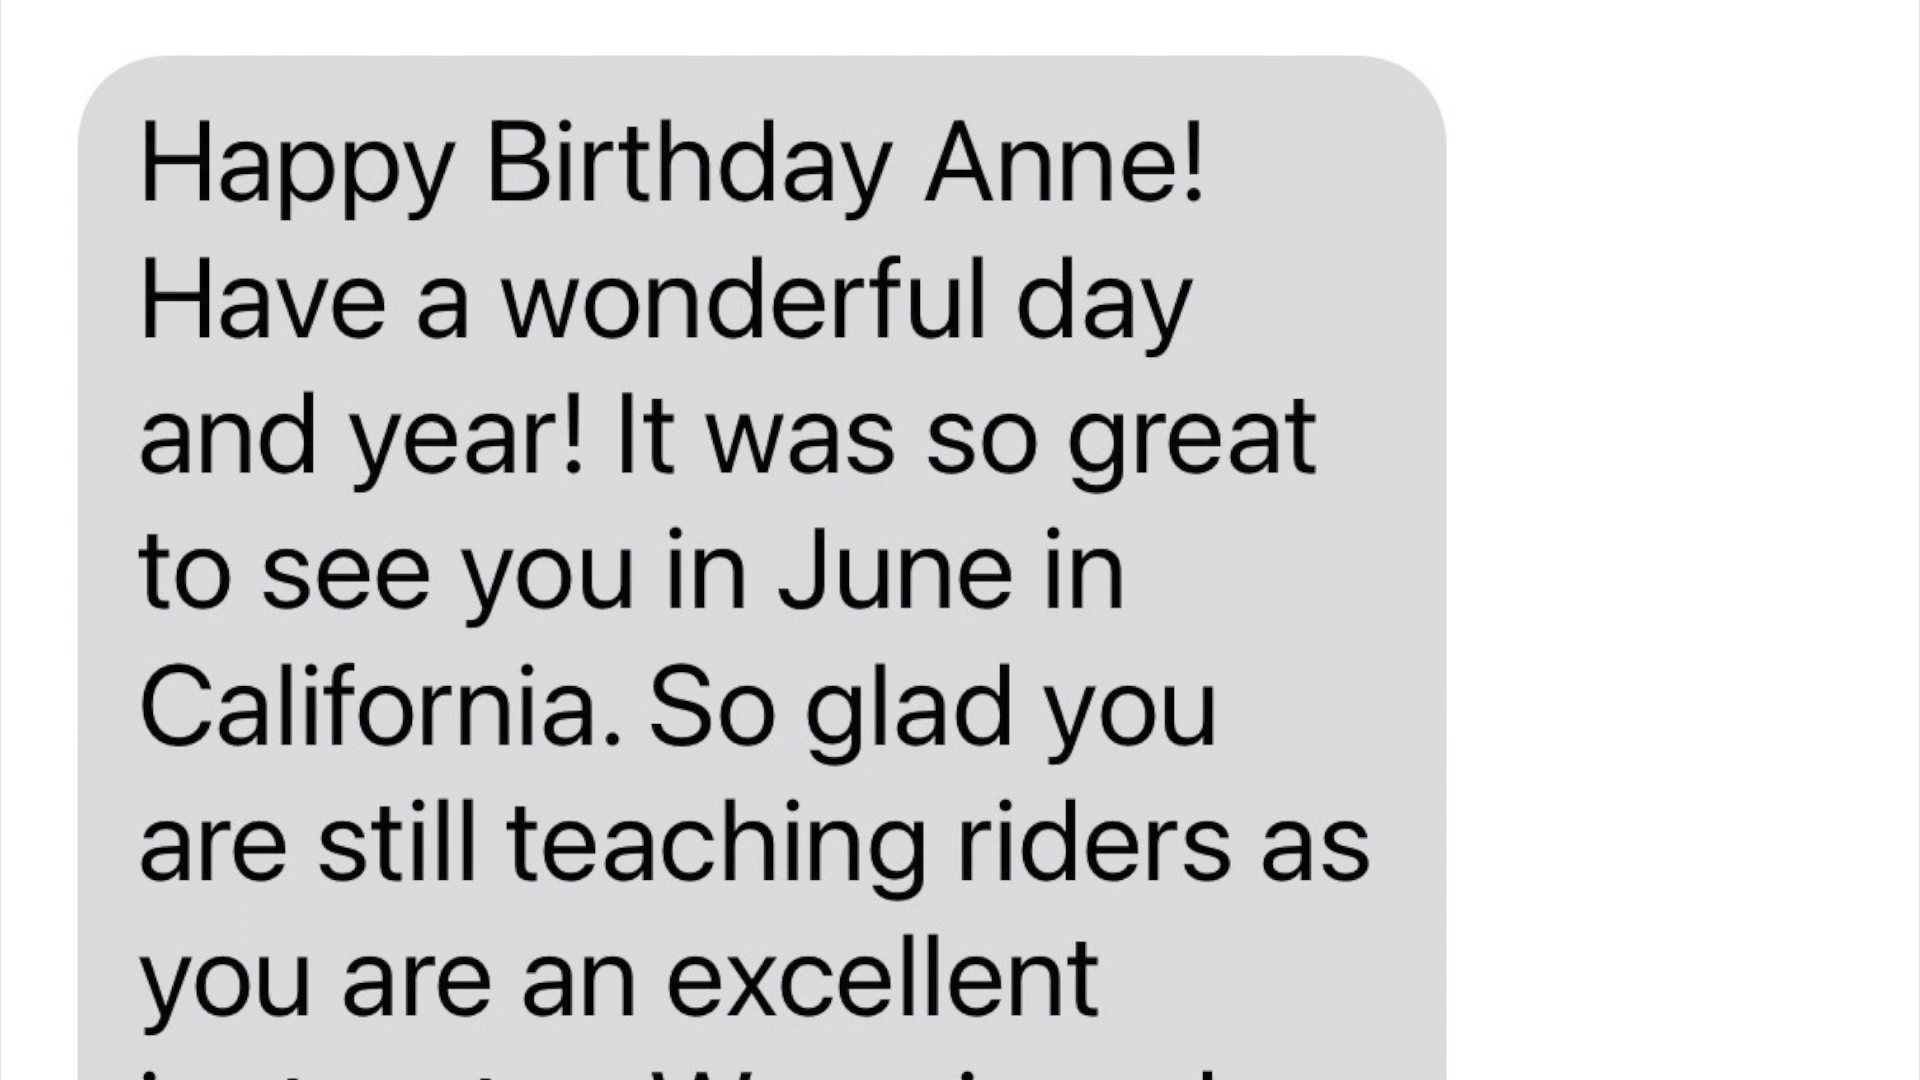 Happy Birthday Anne!
Have a wonderful day
and year! It was so great
to see you in June in
California. So glad you
are still teaching riders as
you are an excellent